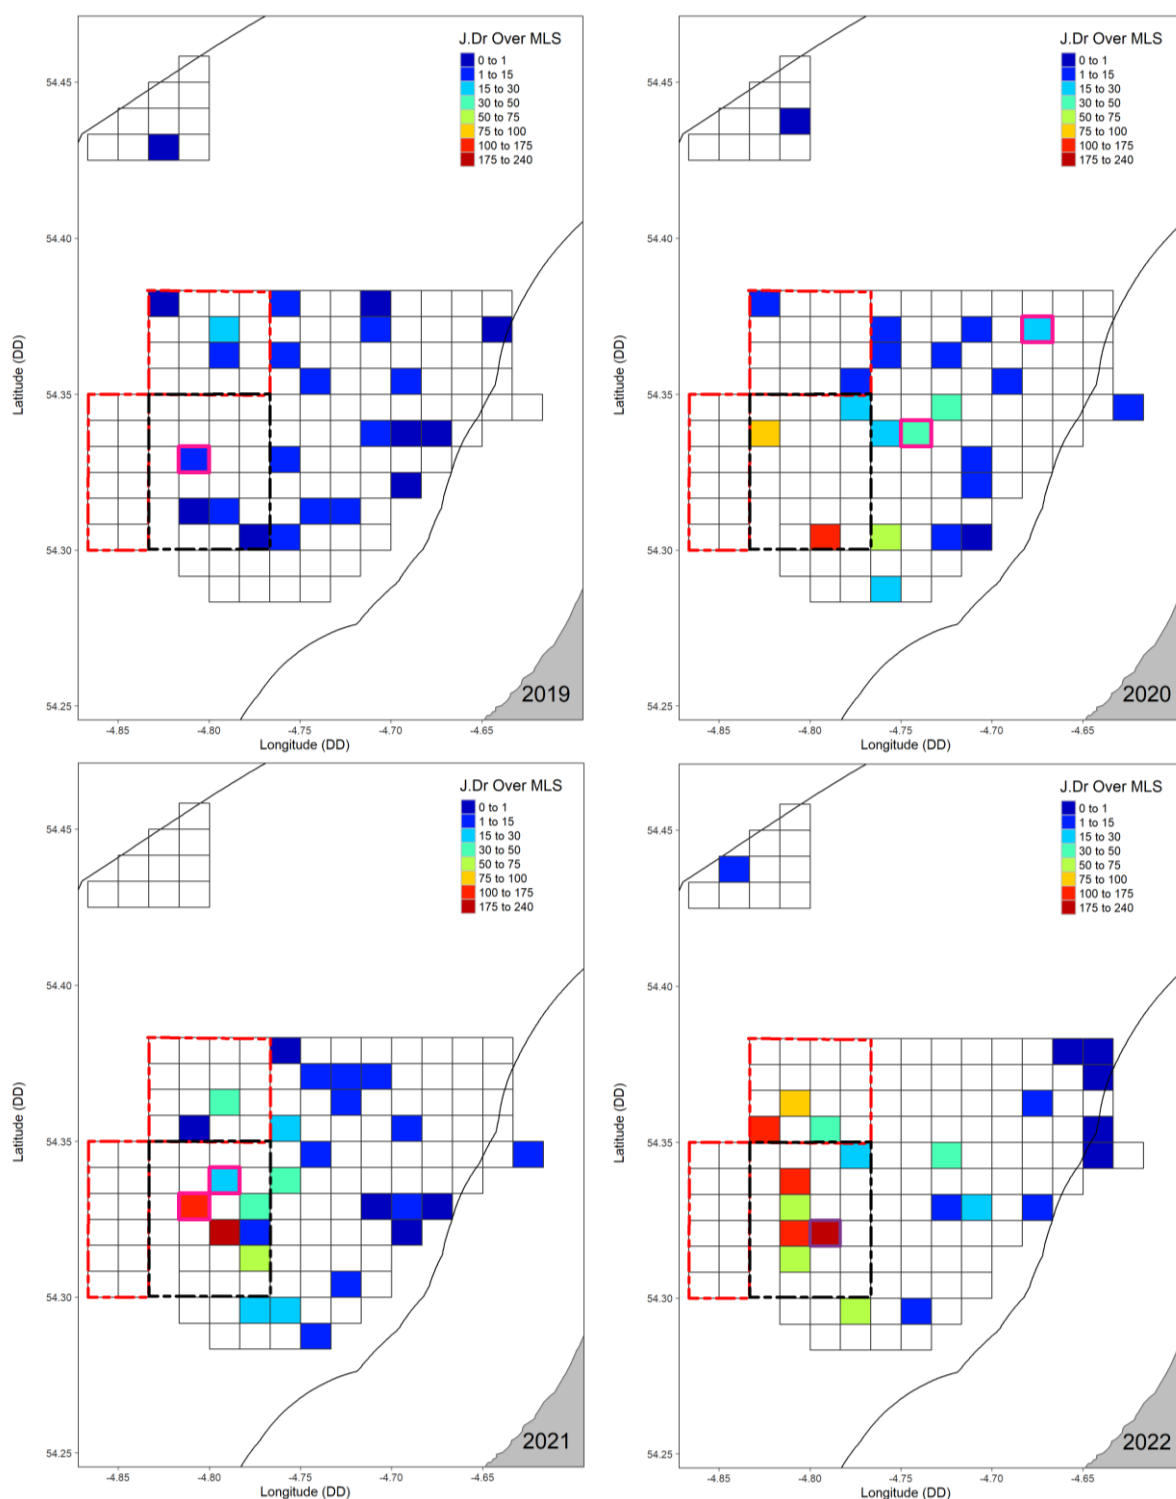 J.Dr Over MLS
0 to 1
1 to 15
15 to 30
30 to 50
50 to 75
75 to 100
100 to 175
175 to 240
54.45
54.40
54.35
54.30
54.25
Latitude (DD)
-4.85
-4.80
-4.75
-4.70
-4.65
Longitude (DD)
2019
J.Dr Over MLS
0 to 1
1 to 15
15 to 30
30 to 50
50 to 75
75 to 100
100 to 175
175 to 240
54.45
54.40
54.35
54.30
54.25
Latitude (DD)
-4.85
-4.80
-4.75
-4.70
-4.65
Longitude (DD)
2020
J.Dr Over MLS
0 to 1
1 to 15
15 to 30
30 to 50
50 to 75
75 to 100
100 to 175
175 to 240
54.45
54.40
54.35
54.30
54.25
Latitude (DD)
-4.85
-4.80
-4.75
-4.70
-4.65
Longitude (DD)
2021
J.Dr Over MLS
0 to 1
1 to 15
15 to 30
30 to 50
50 to 75
75 to 100
100 to 175
175 to 240
54.45
54.40
54.35
54.30
54.25
Latitude (DD)
-4.85
-4.80
-4.75
-4.70
-4.65
Longitude (DD)
2022